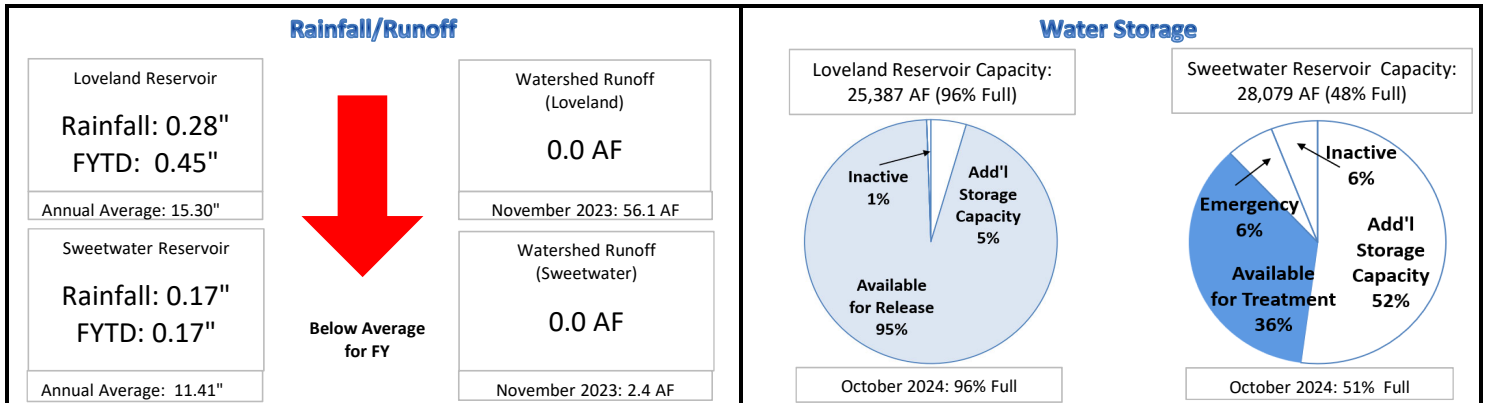 Rainfall/Runoff
Loveland Reservoir
Rainfall: 0.28"
FYTD: 0.45"
Annual Average: 15.30"
Sweetwater Reservoir
Rainfall: 0.17"
FYTD: 0.17"
Annual Average: 11.41"
Below Average
for FY
Watershed Runoff
(Loveland)
0.0 AF
November 2023: 56.1 AF
Watershed Runoff
(Sweetwater)
0.0 AF
November 2023: 2.4 AF
Water Storage
Loveland Reservoir Capacity:
25,387 AF (96% Full)
Inactive
1%
Add'l
Storage
Capacity
5%
Available
for Release
95%
October 2024: 96% Full
Sweetwater Reservoir Capacity:
28,079 AF (48% Full)
Inactive
6%
Emergency
6%
Add'l
Storage
Capacity
52%
Available
for Treatment
36%
October 2024: 51% Full